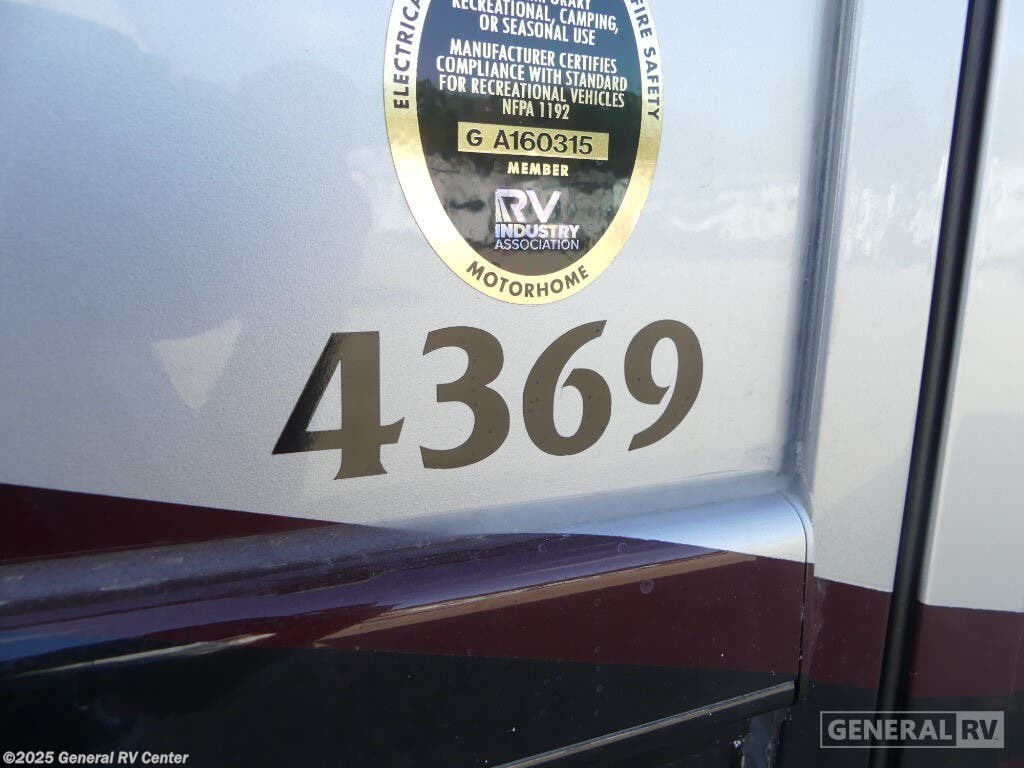 ELECTRICAL
FIRE SAFETY
RECREATIONAL, CAMPING,
OR SEASONAL USE
MANUFACTURER CERTIFIES
COMPLIANCE WITH STANDARD
FOR RECREATIONAL VEHICLES
NFPA 1192
G A160315
MEMBER
RV
INDUSTRY
ASSOCIATION
MOTORHOME
4369
GENERAL RV
©2025 General RV Center